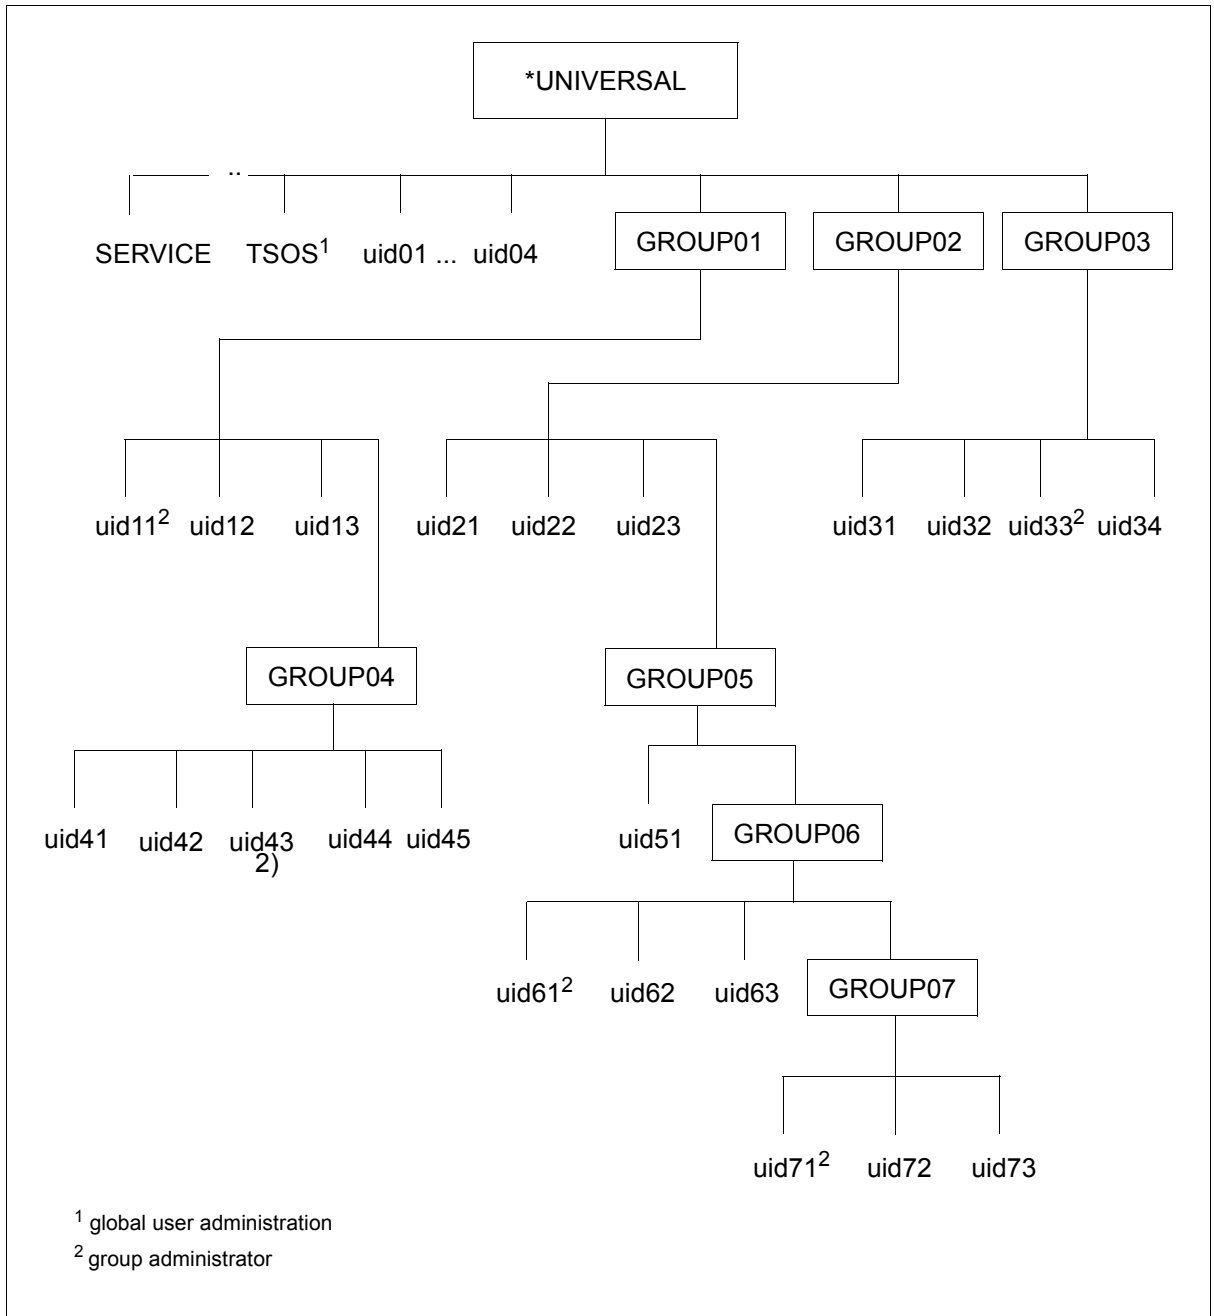 *UNIVERSAL
..
SERVICE TSOS1 uid01 ... uid04 GROUP01 GROUP02 GROUP03
uid112 uid12 uid13 uid21 uid22 uid23 uid31 uid32 uid332 uid34
GROUP04 GROUP05
uid41 uid42 uid43 uid44 uid45 uid51 GROUP06
2)
uid612 uid62 uid63 GROUP07
uid712 uid72 uid73
1 global user administration
2 group administrator